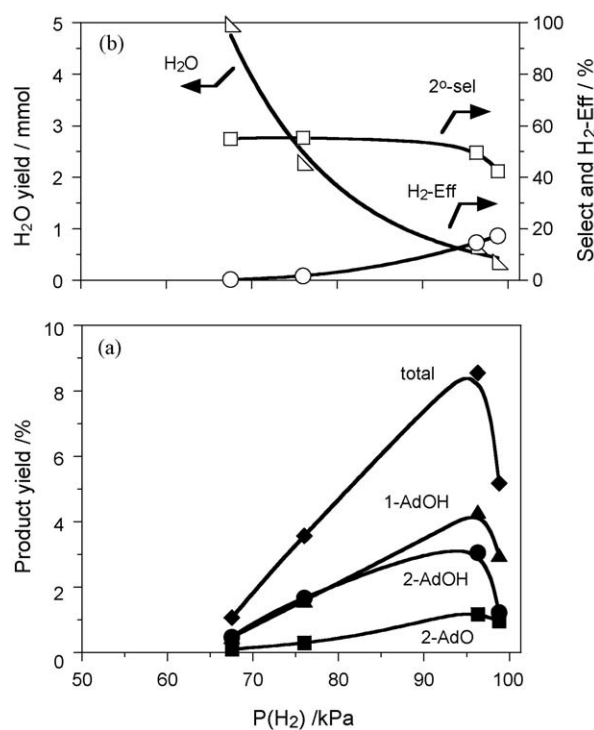 (b)
H₂O
2º-sel
H₂-Eff
5
4
3
2
1
0
H₂O yield / mmol
100
80
60
40
20
0
Select and H₂-Eff / %
(a)
total
1-AdOH
2-AdOH
2-AdO
10
8
6
4
2
0
Product yield /%
50 60 70 80 90 100
P(H₂) /kPa